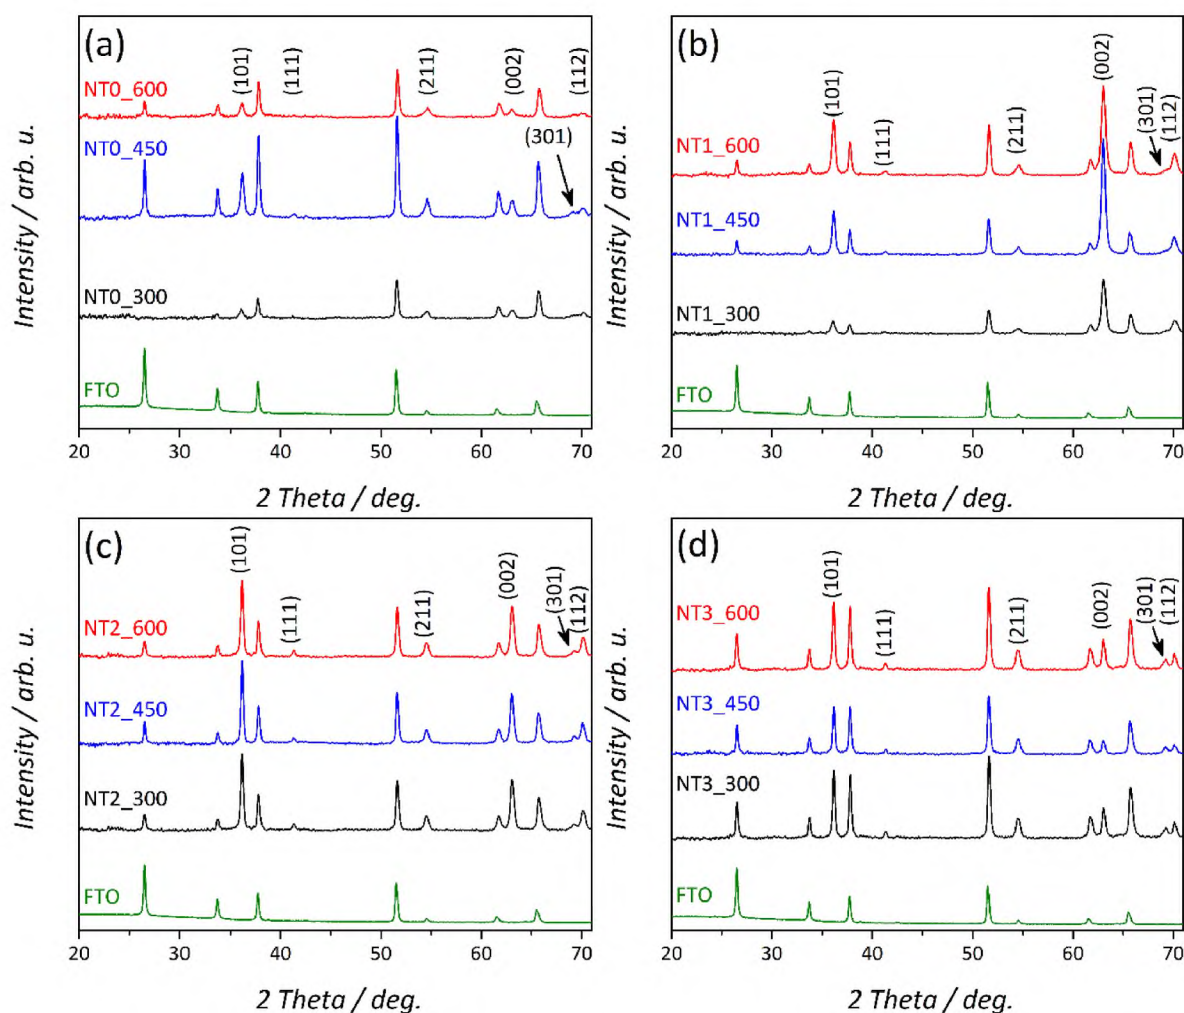 (a)
NT0_600
(101)
(111)
(211)
(002)
(112)
NT0_450
(301)
NT0_300
FTO
20 30 40 50 60 70
2 Theta / deg.
Intensity / arb. u.
(b)
NT1_600
(101)
(111)
(211)
(002)
(301)
(112)
NT1_450
NT1_300
FTO
20 30 40 50 60 70
2 Theta / deg.
Intensity / arb. u.
(c)
NT2_600
(101)
(111)
(211)
(002)
(301)
(112)
NT2_450
NT2_300
FTO
20 30 40 50 60 70
2 Theta / deg.
Intensity / arb. u.
(d)
NT3_600
(101)
(111)
(211)
(002)
(301)
(112)
NT3_450
NT3_300
FTO
20 30 40 50 60 70
2 Theta / deg.
Intensity / arb. u.